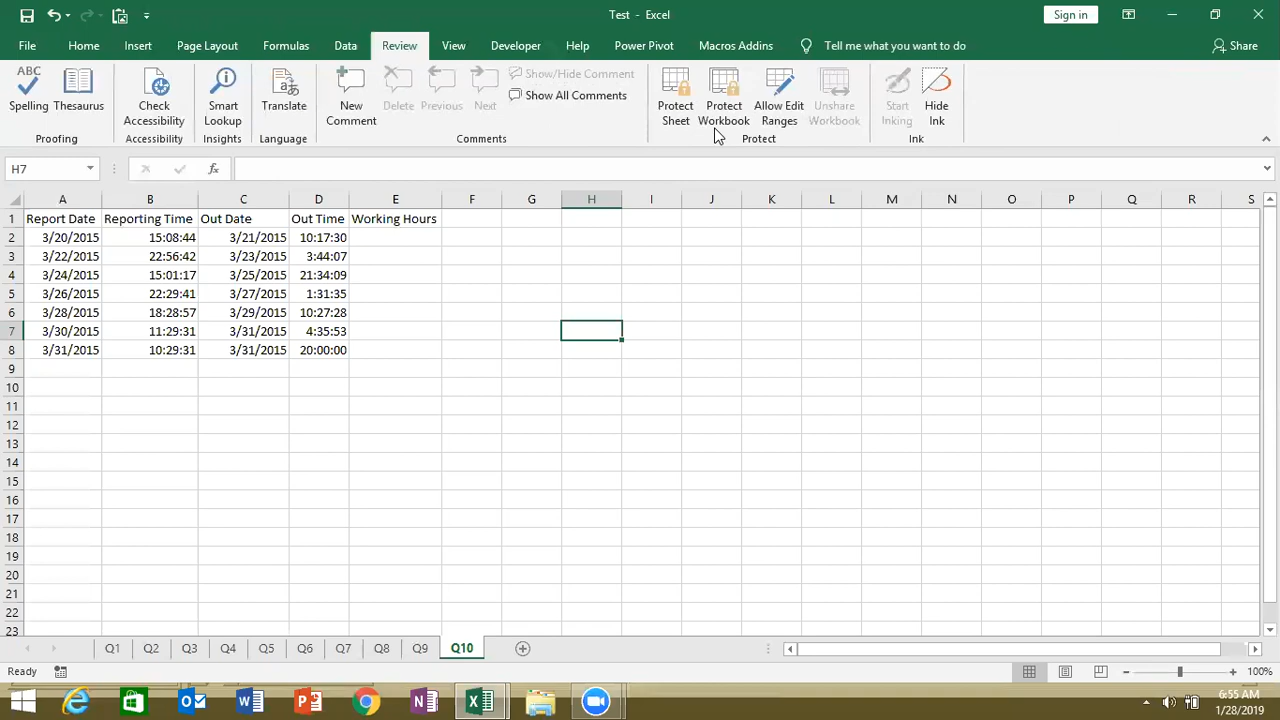 Test - Excel
Sign in
File Home Insert Page Layout Formulas Data Review View Developer Help Power Pivot Macros Addins Tell me what you want to do Share
ABC
Spelling Thesaurus Check Accessibility Smart Lookup Translate New Comment Delete Previous Next Show/Hide Comment
Show All Comments
Protect Sheet Protect Workbook Allow Edit Ranges Unshare Workbook Start Inking Hide Ink
Proofing Accessibility Insights Language Comments Protect Ink
H7 fx
A B C D E F G H I J K L M N O P Q R S
1 Report Date Reporting Time Out Date Out Time Working Hours
2 3/20/2015 15:08:44 3/21/2015 10:17:30
3 3/22/2015 22:56:42 3/23/2015 3:44:07
4 3/24/2015 15:01:17 3/25/2015 21:34:09
5 3/26/2015 22:29:41 3/27/2015 1:31:35
6 3/28/2015 18:28:57 3/29/2015 10:27:28
7 3/30/2015 11:29:31 3/31/2015 4:35:53
8 3/31/2015 10:29:31 3/31/2015 20:00:00
9
10
11
12
13
14
15
16
17
18
19
20
21
22
23
Q1 Q2 Q3 Q4 Q5 Q6 Q7 Q8 Q9 Q10
Ready 100%
6:55 AM
1/28/2019